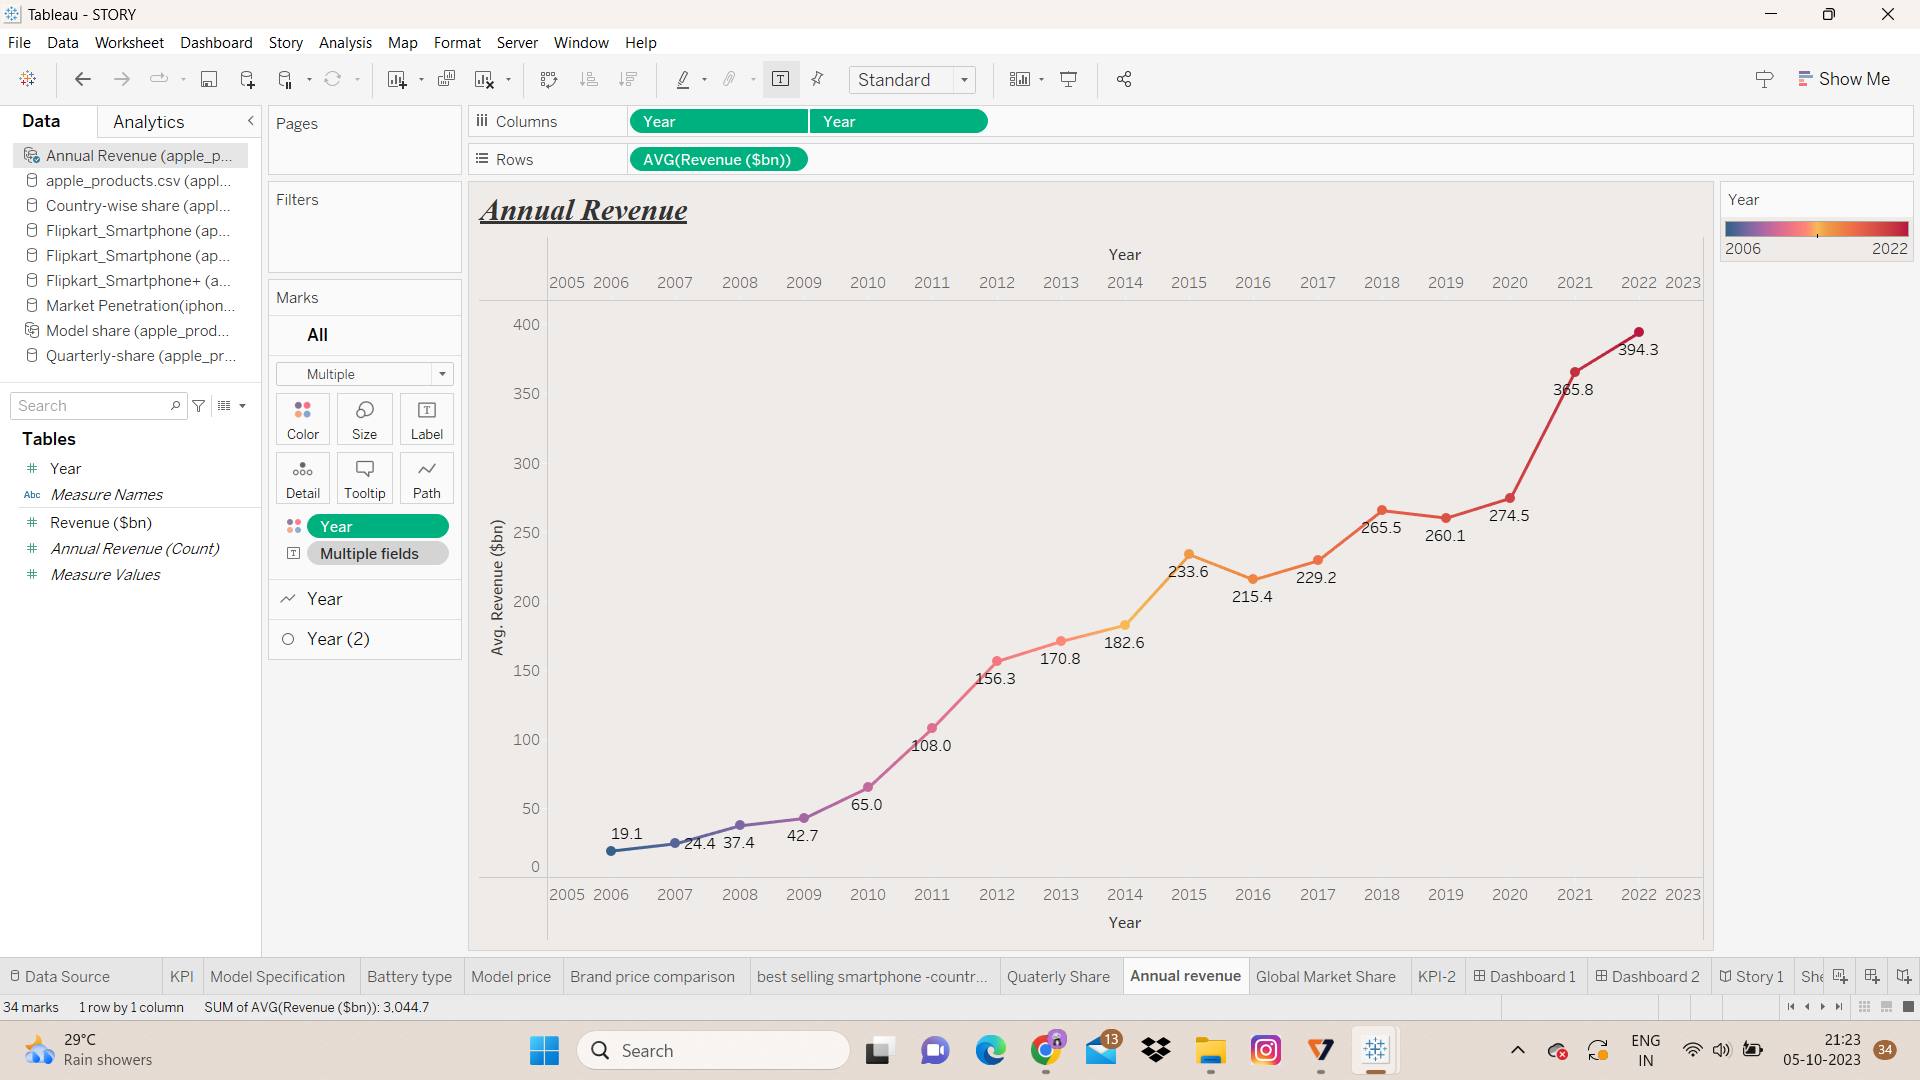 Tableau - STORY
File Data Worksheet Dashboard Story Analysis Map Format Server Window Help
Standard
Show Me
Data Analytics
Annual Revenue (apple_p...
apple_products.csv (appl...
Country-wise share (appl...
Flipkart_Smartphone (ap...
Flipkart_Smartphone (ap...
Flipkart_Smartphone+ (a...
Market Penetration(iphon...
Model share (apple_prod...
Quarterly-share (apple_pr...
Search
Tables
Year
Abc Measure Names
Revenue ($bn)
Annual Revenue (Count)
Measure Values
Pages
Filters
Marks
All
Multiple
Color Size Label
Detail Tooltip Path
Year
Multiple fields
Year
Year (2)
Columns Year Year
Rows AVG(Revenue ($bn))
Annual Revenue
Year
2005 2006 2007 2008 2009 2010 2011 2012 2013 2014 2015 2016 2017 2018 2019 2020 2021 2022 2023
Avg. Revenue ($bn)
400
350
300
250
200
150
100
50
0
19.1
24.4
37.4
42.7
65.0
108.0
156.3
170.8
182.6
233.6
215.4
229.2
265.5
260.1
274.5
365.8
394.3
2005 2006 2007 2008 2009 2010 2011 2012 2013 2014 2015 2016 2017 2018 2019 2020 2021 2022 2023
Year
Year
2006 2022
Data Source KPI Model Specification Battery type Model price Brand price comparison best selling smartphone -countr... Quaterly Share Annual revenue Global Market Share KPI-2 Dashboard 1 Dashboard 2 Story 1 She
34 marks 1 row by 1 column SUM of AVG(Revenue ($bn)): 3,044.7
29°C
Rain showers
Search
13
ENG
IN
21:23
05-10-2023
34